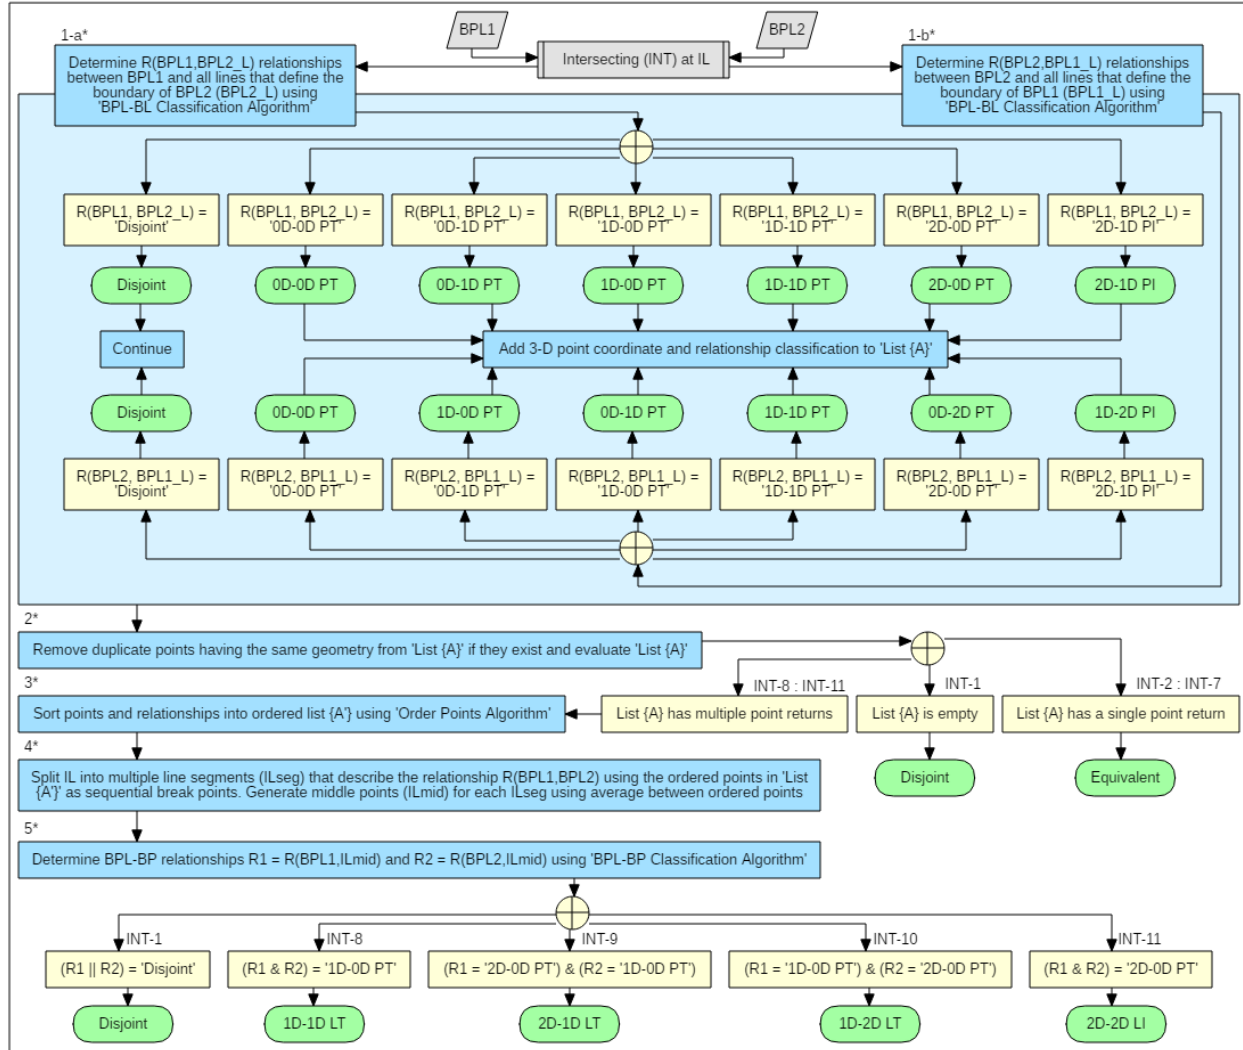 BPL1
BPL2
1-a*
1-b*
Intersecting (INT) at IL
Determine R(BPL1,BPL2_L) relationships
between BPL1 and all lines that define the
boundary of BPL2 (BPL2_L) using
'BPL-BL Classification Algorithm'
Determine R(BPL2,BPL1_L) relationships
between BPL2 and all lines that define the
boundary of BPL1 (BPL1_L) using
'BPL-BL Classification Algorithm'
R(BPL1, BPL2_L) =
'Disjoint'
R(BPL1, BPL2_L) =
'0D-0D PT'
R(BPL1, BPL2_L) =
'0D-1D PT'
R(BPL1, BPL2_L) =
'1D-0D PT'
R(BPL1, BPL2_L) =
'1D-1D PT'
R(BPL1, BPL2_L) =
'2D-0D PT'
R(BPL1, BPL2_L) =
'2D-1D PI'
Disjoint
0D-0D PT
0D-1D PT
1D-0D PT
1D-1D PT
2D-0D PT
2D-1D PI
Continue
Add 3-D point coordinate and relationship classification to 'List {A}'
Disjoint
0D-0D PT
1D-0D PT
0D-1D PT
1D-1D PT
0D-2D PT
1D-2D PI
R(BPL2, BPL1_L) =
'Disjoint'
R(BPL2, BPL1_L) =
'0D-0D PT'
R(BPL2, BPL1_L) =
'0D-1D PT'
R(BPL2, BPL1_L) =
'1D-0D PT'
R(BPL2, BPL1_L) =
'1D-1D PT'
R(BPL2, BPL1_L) =
'2D-0D PT'
R(BPL2, BPL1_L) =
'2D-1D PI'
2*
Remove duplicate points having the same geometry from 'List {A}' if they exist and evaluate 'List {A}'
3*
INT-8 : INT-11
INT-1
INT-2 : INT-7
Sort points and relationships into ordered list {A'} using 'Order Points Algorithm'
List {A} has multiple point returns
List {A} is empty
List {A} has a single point return
4*
Split IL into multiple line segments (ILseg) that describe the relationship R(BPL1,BPL2) using the ordered points in 'List
{A'}' as sequential break points. Generate middle points (ILmid) for each ILseg using average between ordered points
Disjoint
Equivalent
5*
Determine BPL-BP relationships R1 = R(BPL1,ILmid) and R2 = R(BPL2,ILmid) using 'BPL-BP Classification Algorithm'
INT-1
INT-8
INT-9
INT-10
INT-11
(R1 || R2) = 'Disjoint'
(R1 & R2) = '1D-0D PT'
(R1 = '2D-0D PT') & (R2 = '1D-0D PT')
(R1 = '1D-0D PT') & (R2 = '2D-0D PT')
(R1 & R2) = '2D-0D PT'
Disjoint
1D-1D LT
2D-1D LT
1D-2D LT
2D-2D LI